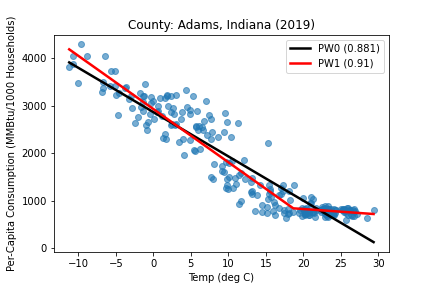 County: Adams, Indiana (2019)
PW0 (0.881)
PW1 (0.91)
Per-Capita Consumption (MMBtu/1000 Households)
4000
3000
2000
1000
0
−10 −5 0 5 10 15 20 25 30
Temp (deg C)